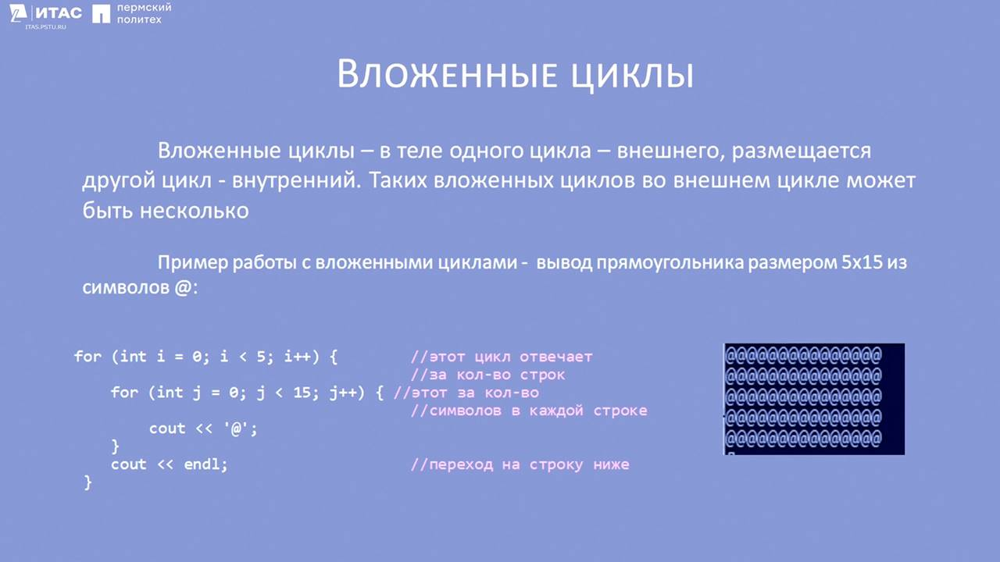 ИТАС
ITAS.PSTU.RU
пермский
политех
Вложенные циклы
Вложенные циклы – в теле одного цикла – внешнего, размещается
другой цикл - внутренний. Таких вложенных циклов во внешнем цикле может
быть несколько
Пример работы с вложенными циклами - вывод прямоугольника размером 5x15 из
символов @:
for (int i = 0; i < 5; i++) { //этот цикл отвечает
//за кол-во строк
for (int j = 0; j < 15; j++) { //этот за кол-во
//символов в каждой строке
cout << '@';
}
cout << endl; //переход на строку ниже
}
@@@@@@@@@@@@@@@
@@@@@@@@@@@@@@@
@@@@@@@@@@@@@@@
@@@@@@@@@@@@@@@
@@@@@@@@@@@@@@@